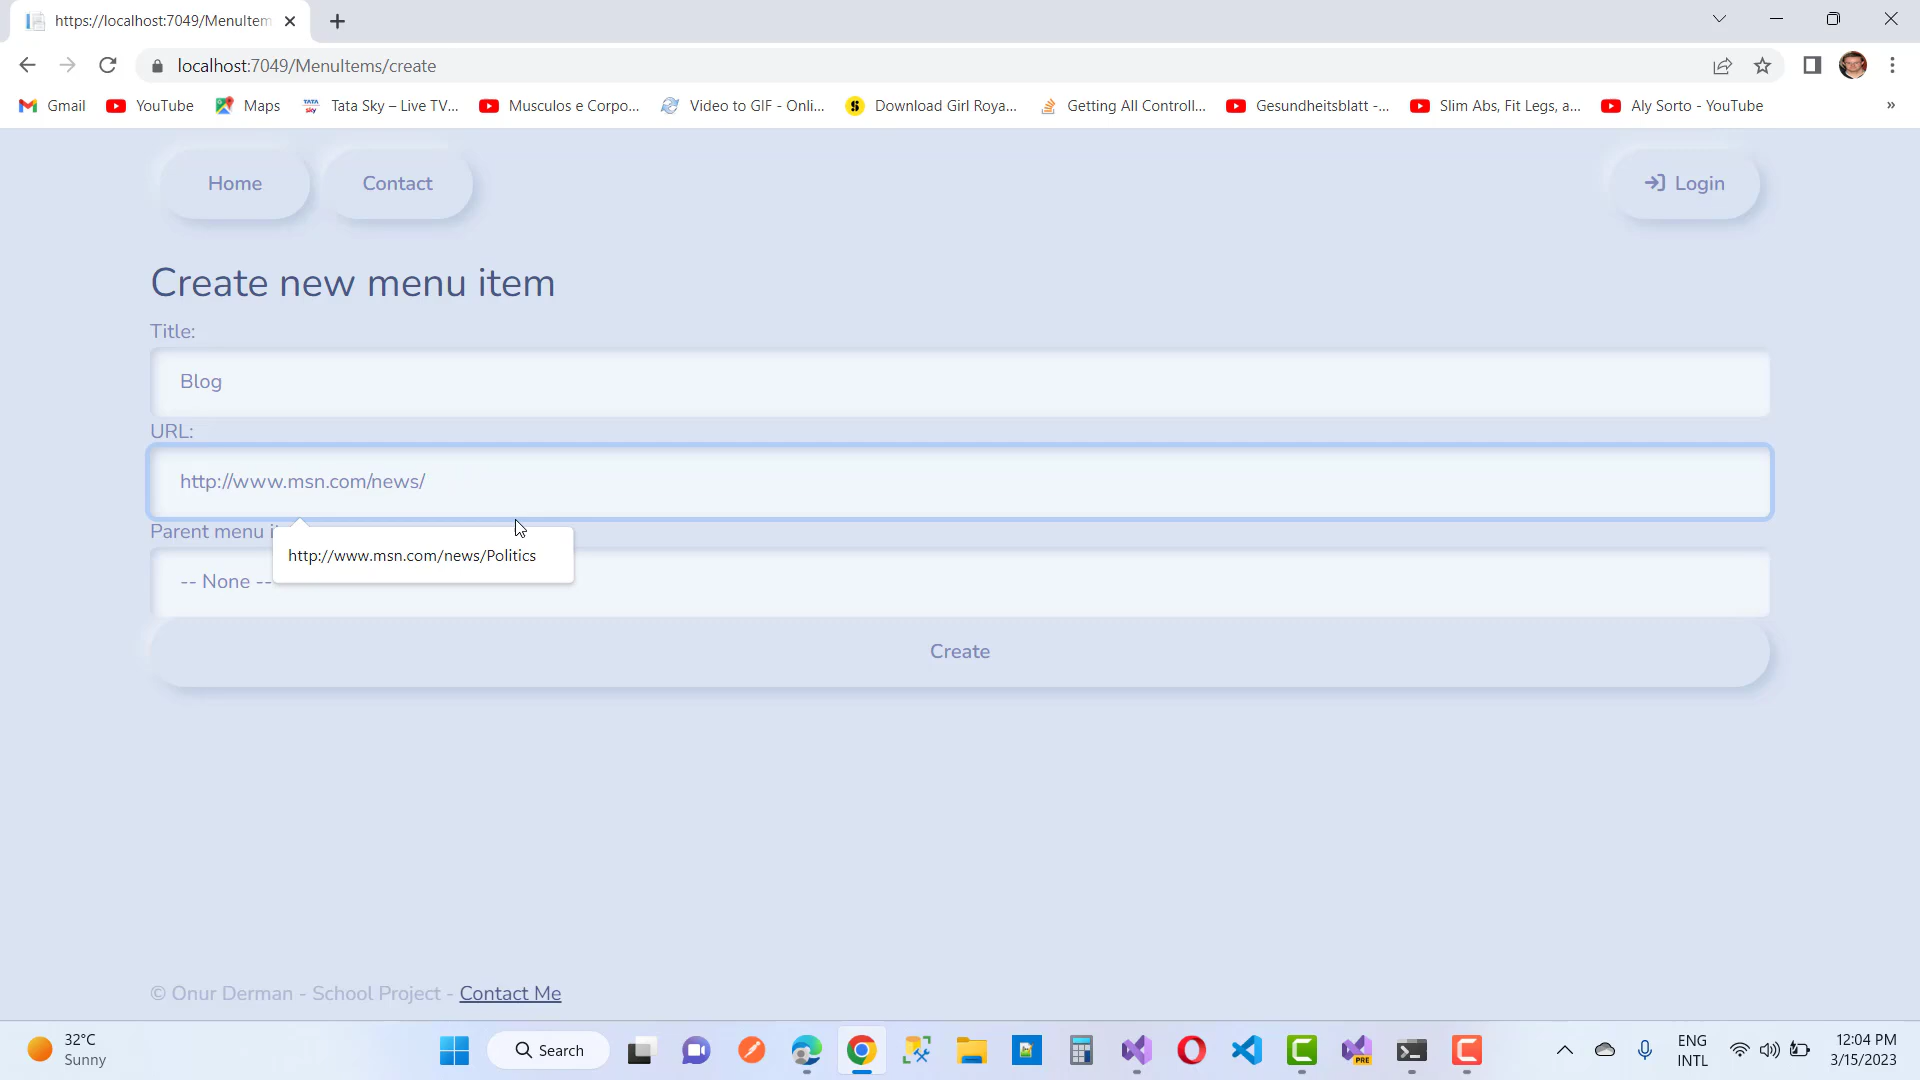 https://localhost:7049/MenuItem
localhost:7049/MenuItems/create
Gmail
YouTube
Maps
Tata Sky – Live TV...
Musculos e Corpo...
Video to GIF - Onli...
Download Girl Roya...
Getting All Controll...
Gesundheitsblatt -...
Slim Abs, Fit Legs, a...
Aly Sorto - YouTube
»
Home
Contact
Login
Create new menu item
Title:
Blog
URL:
http://www.msn.com/news/
Parent menu i
http://www.msn.com/news/Politics
-- None --
Create
© Onur Derman - School Project - Contact Me
32°C
Sunny
Search
PRE
ENG
INTL
12:04 PM
3/15/2023